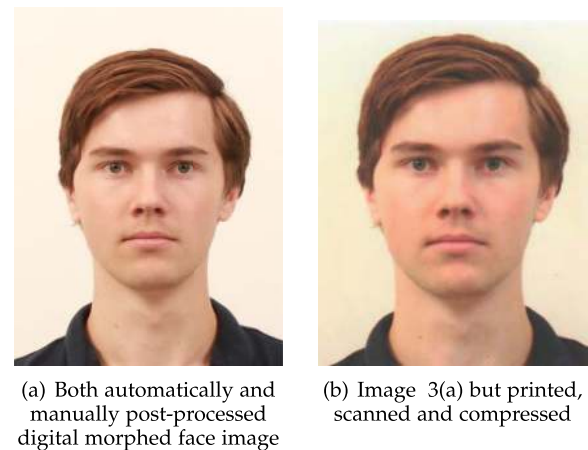 (a) Both automatically and
manually post-processed
digital morphed face image
(b) Image 3(a) but printed,
scanned and compressed